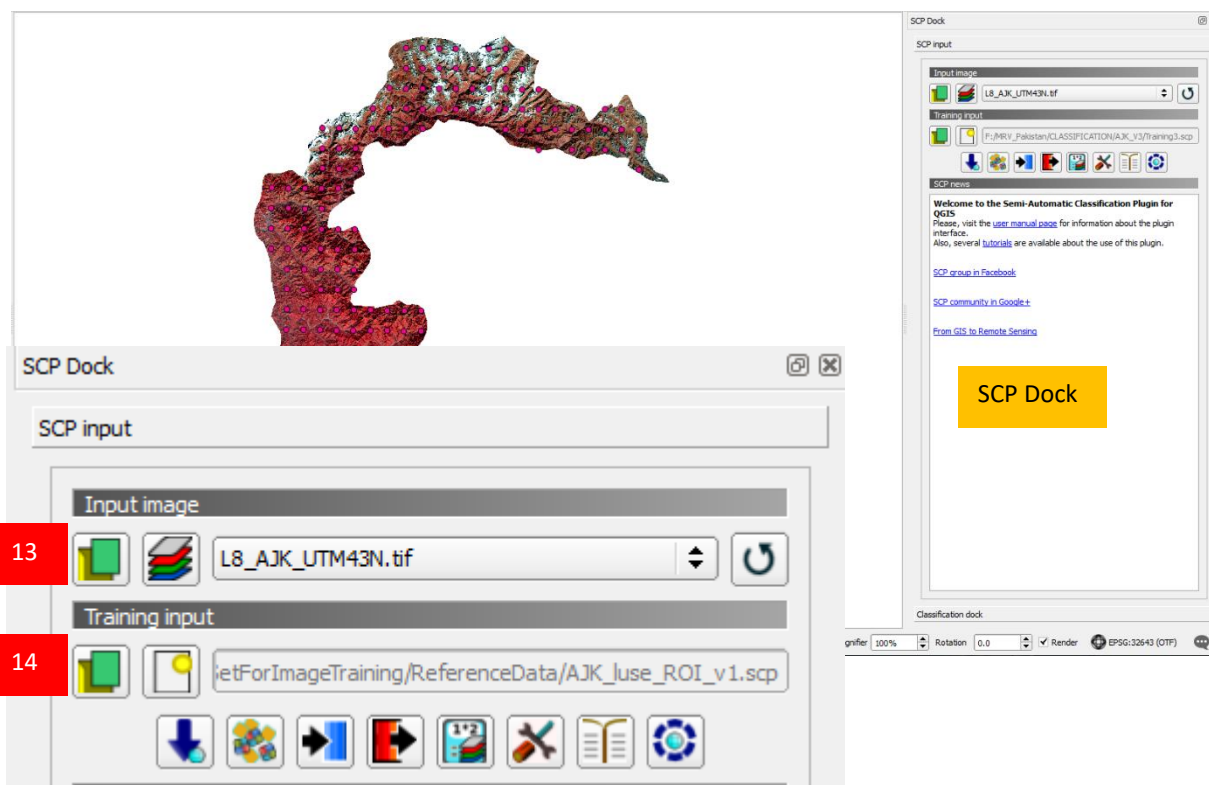 SCP Dock
SCP input
Input image
L8_AJK_UTM43N.tif
Training input
F:/MRV_Pakistan/CLASSIFICATION/AJK_V3/Training3.scp
SCP news
Welcome to the Semi-Automatic Classification Plugin for
QGIS
Please, visit the user manual page for information about the plugin
interface.
Also, several tutorials are available about the use of this plugin.
SCP group in Facebook
SCP community in Google+
From GIS to Remote Sensing
SCP Dock
Classification dock
gnifier 100% Rotation 0.0 Render EPSG:32643 (OTF)
SCP Dock
SCP input
Input image
13 L8_AJK_UTM43N.tif
Training input
14 SetForImageTraining/ReferenceData/AJK_luse_ROI_v1.scp
1+2